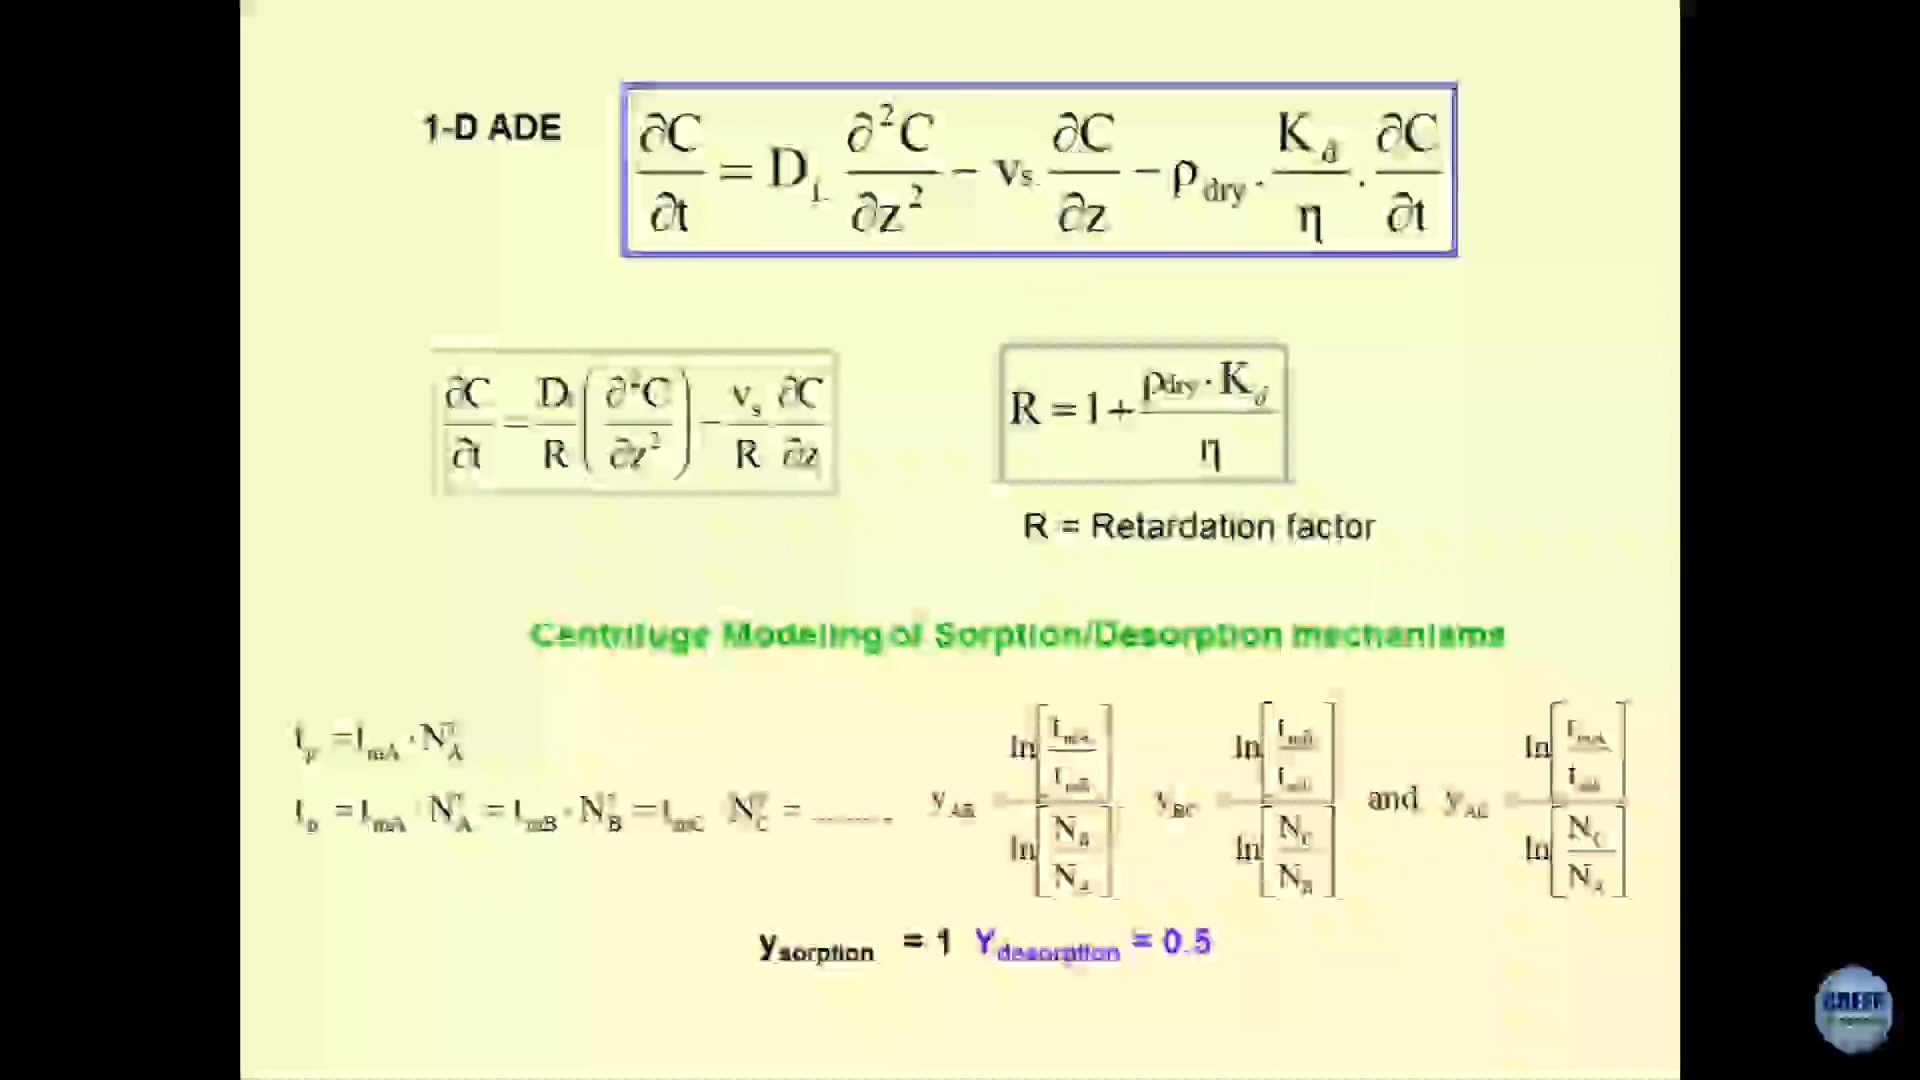 1-D ADE
∂C/∂t = D_L ∂²C/∂z² − v_s ∂C/∂z − ρ_dry · K_d/η · ∂C/∂t
∂C/∂t = D/R (∂²C/∂z²) − v_s/R ∂C/∂z
R = 1 + ρ_dry · K_d / η
R = Retardation factor
Centrifuge Modeling of Sorption/Desorption mechanisms
t_p = t_mA · N_A^y
t_p = t_mA · N_A^y = t_mB · N_B^y = t_mC N_C^y = .........
y_AB = ln[t_mA/t_mB] / ln[N_B/N_A] y_BC = ln[t_mB/t_mC] / ln[N_C/N_B] and y_AC = ln[t_mA/t_mC] / ln[N_C/N_A]
y_sorption = 1 Y_desorption = 0.5